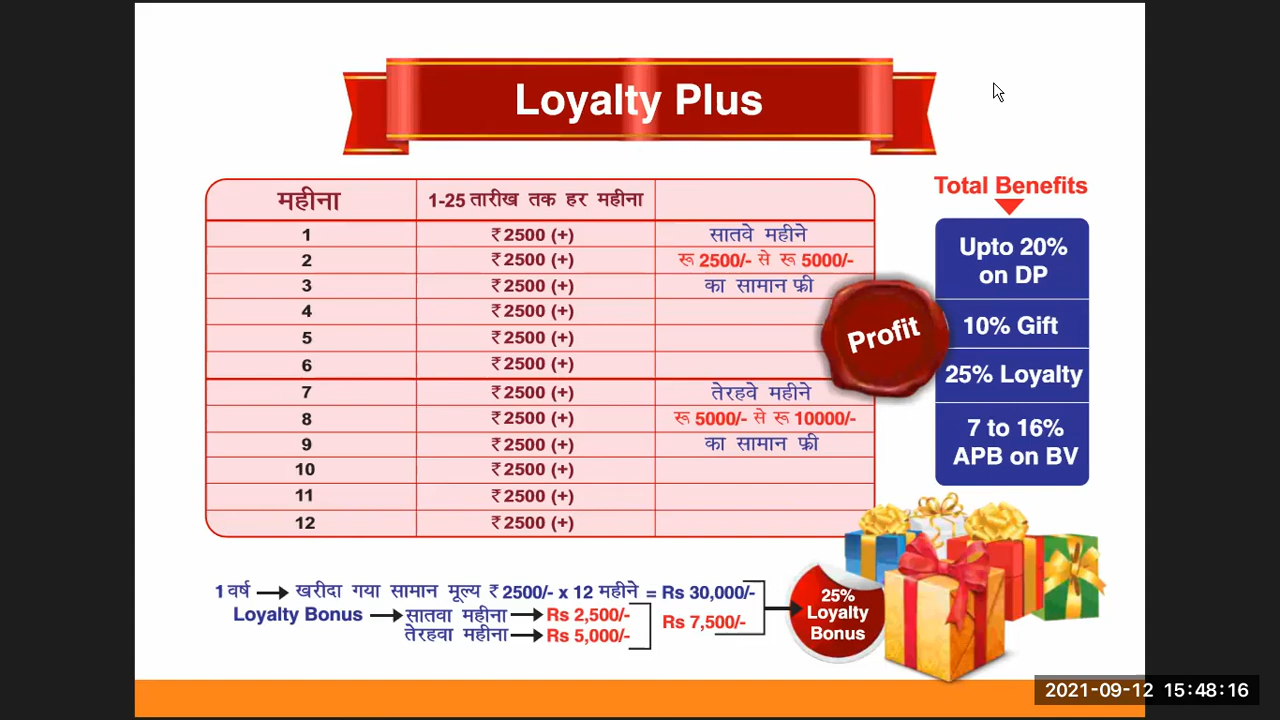 Loyalty Plus
महीना 1-25 तारीख तक हर महीना
1 ₹2500 (+) सातवे महीने
2 ₹2500 (+) रू 2500/- से रू 5000/-
3 ₹2500 (+) का सामान फ्री
4 ₹2500 (+)
5 ₹2500 (+)
6 ₹2500 (+)
7 ₹2500 (+) तेरहवे महीने
8 ₹2500 (+) रू 5000/- से रू 10000/-
9 ₹2500 (+) का सामान फ्री
10 ₹2500 (+)
11 ₹2500 (+)
12 ₹2500 (+)
Profit
Total Benefits
Upto 20%
on DP
10% Gift
25% Loyalty
7 to 16%
APB on BV
1 वर्ष → खरीदा गया सामान मूल्य ₹ 2500/- x 12 महीने = Rs 30,000/-
Loyalty Bonus → सातवा महीना → Rs 2,500/-
तेरहवा महीना → Rs 5,000/-
Rs 7,500/-
25%
Loyalty
Bonus
2021-09-12 15:48:16